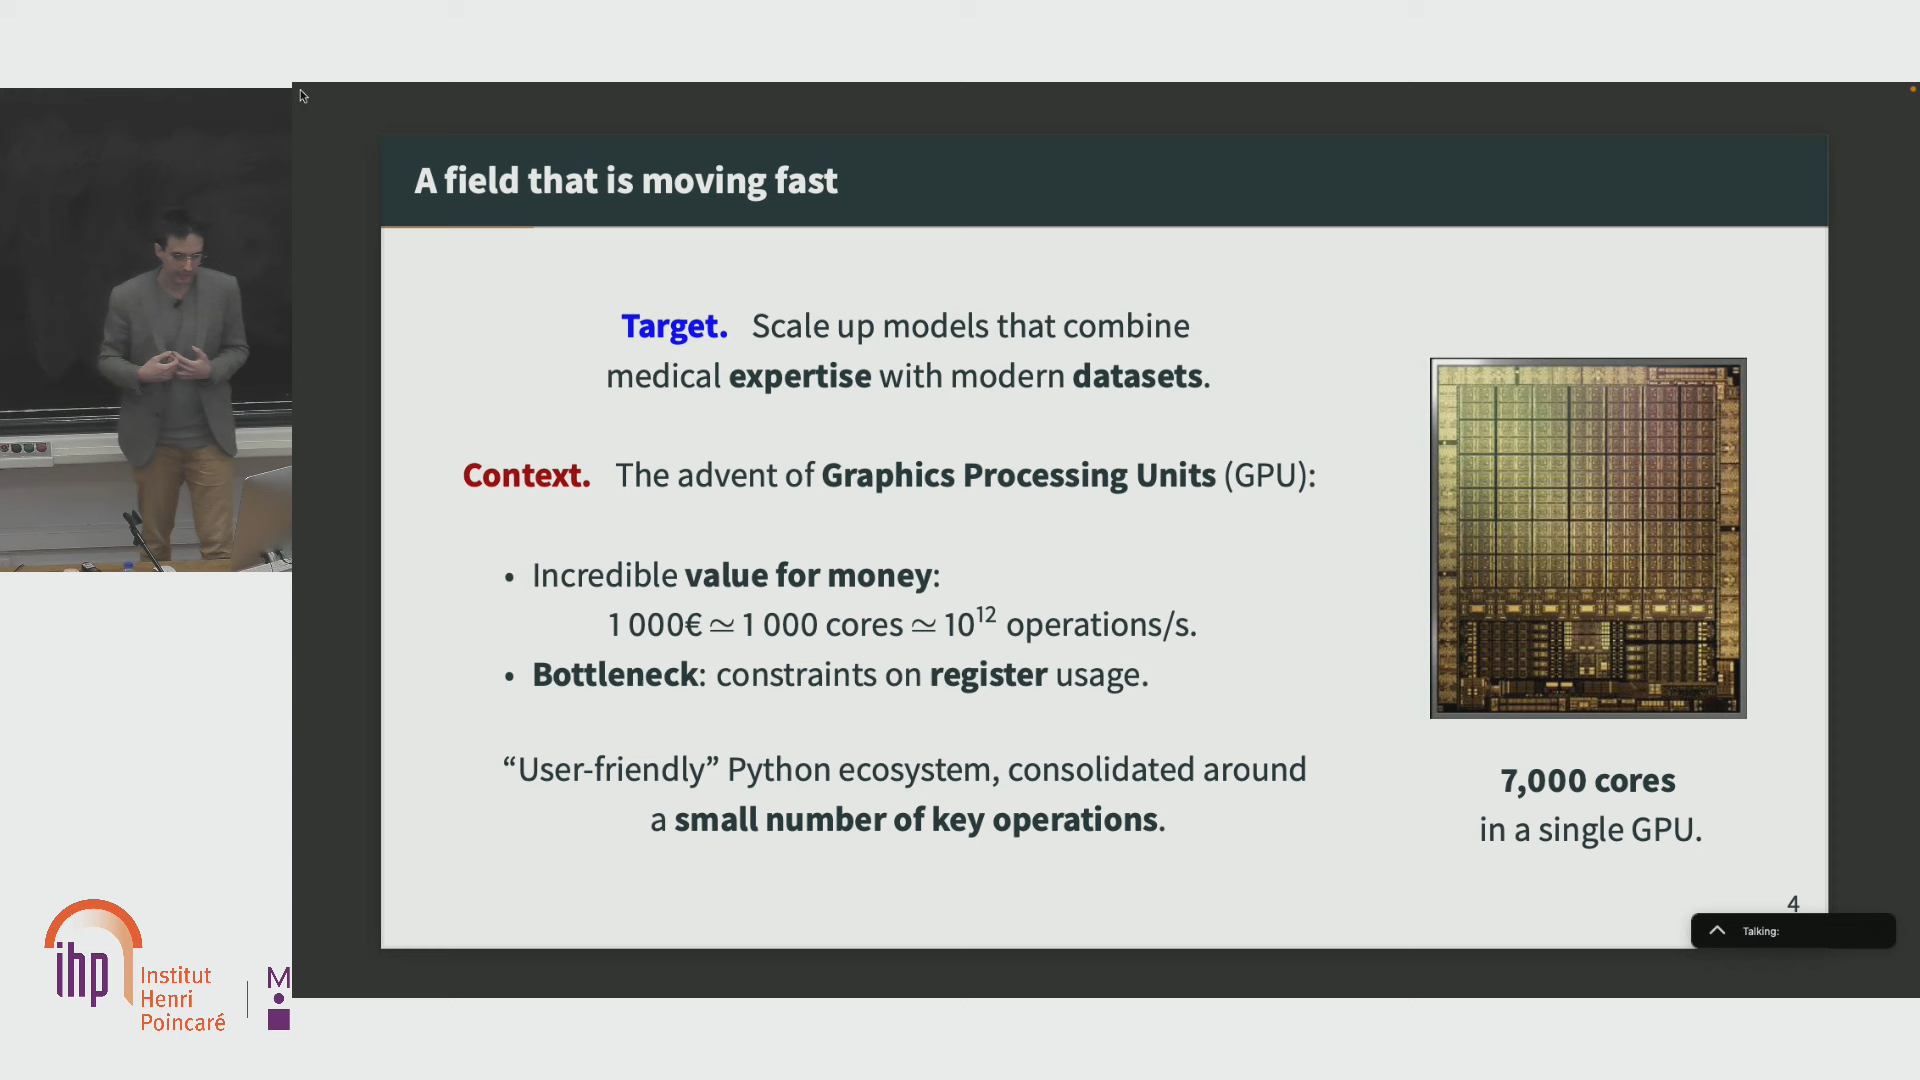 A field that is moving fast
Target. Scale up models that combine
medical expertise with modern datasets.
Context. The advent of Graphics Processing Units (GPU):
• Incredible value for money:
1 000€ ≃ 1 000 cores ≃ 10¹² operations/s.
• Bottleneck: constraints on register usage.
“User-friendly” Python ecosystem, consolidated around
a small number of key operations.
7,000 cores
in a single GPU.
4
Talking:
ihp
Institut
Henri
Poincaré
M